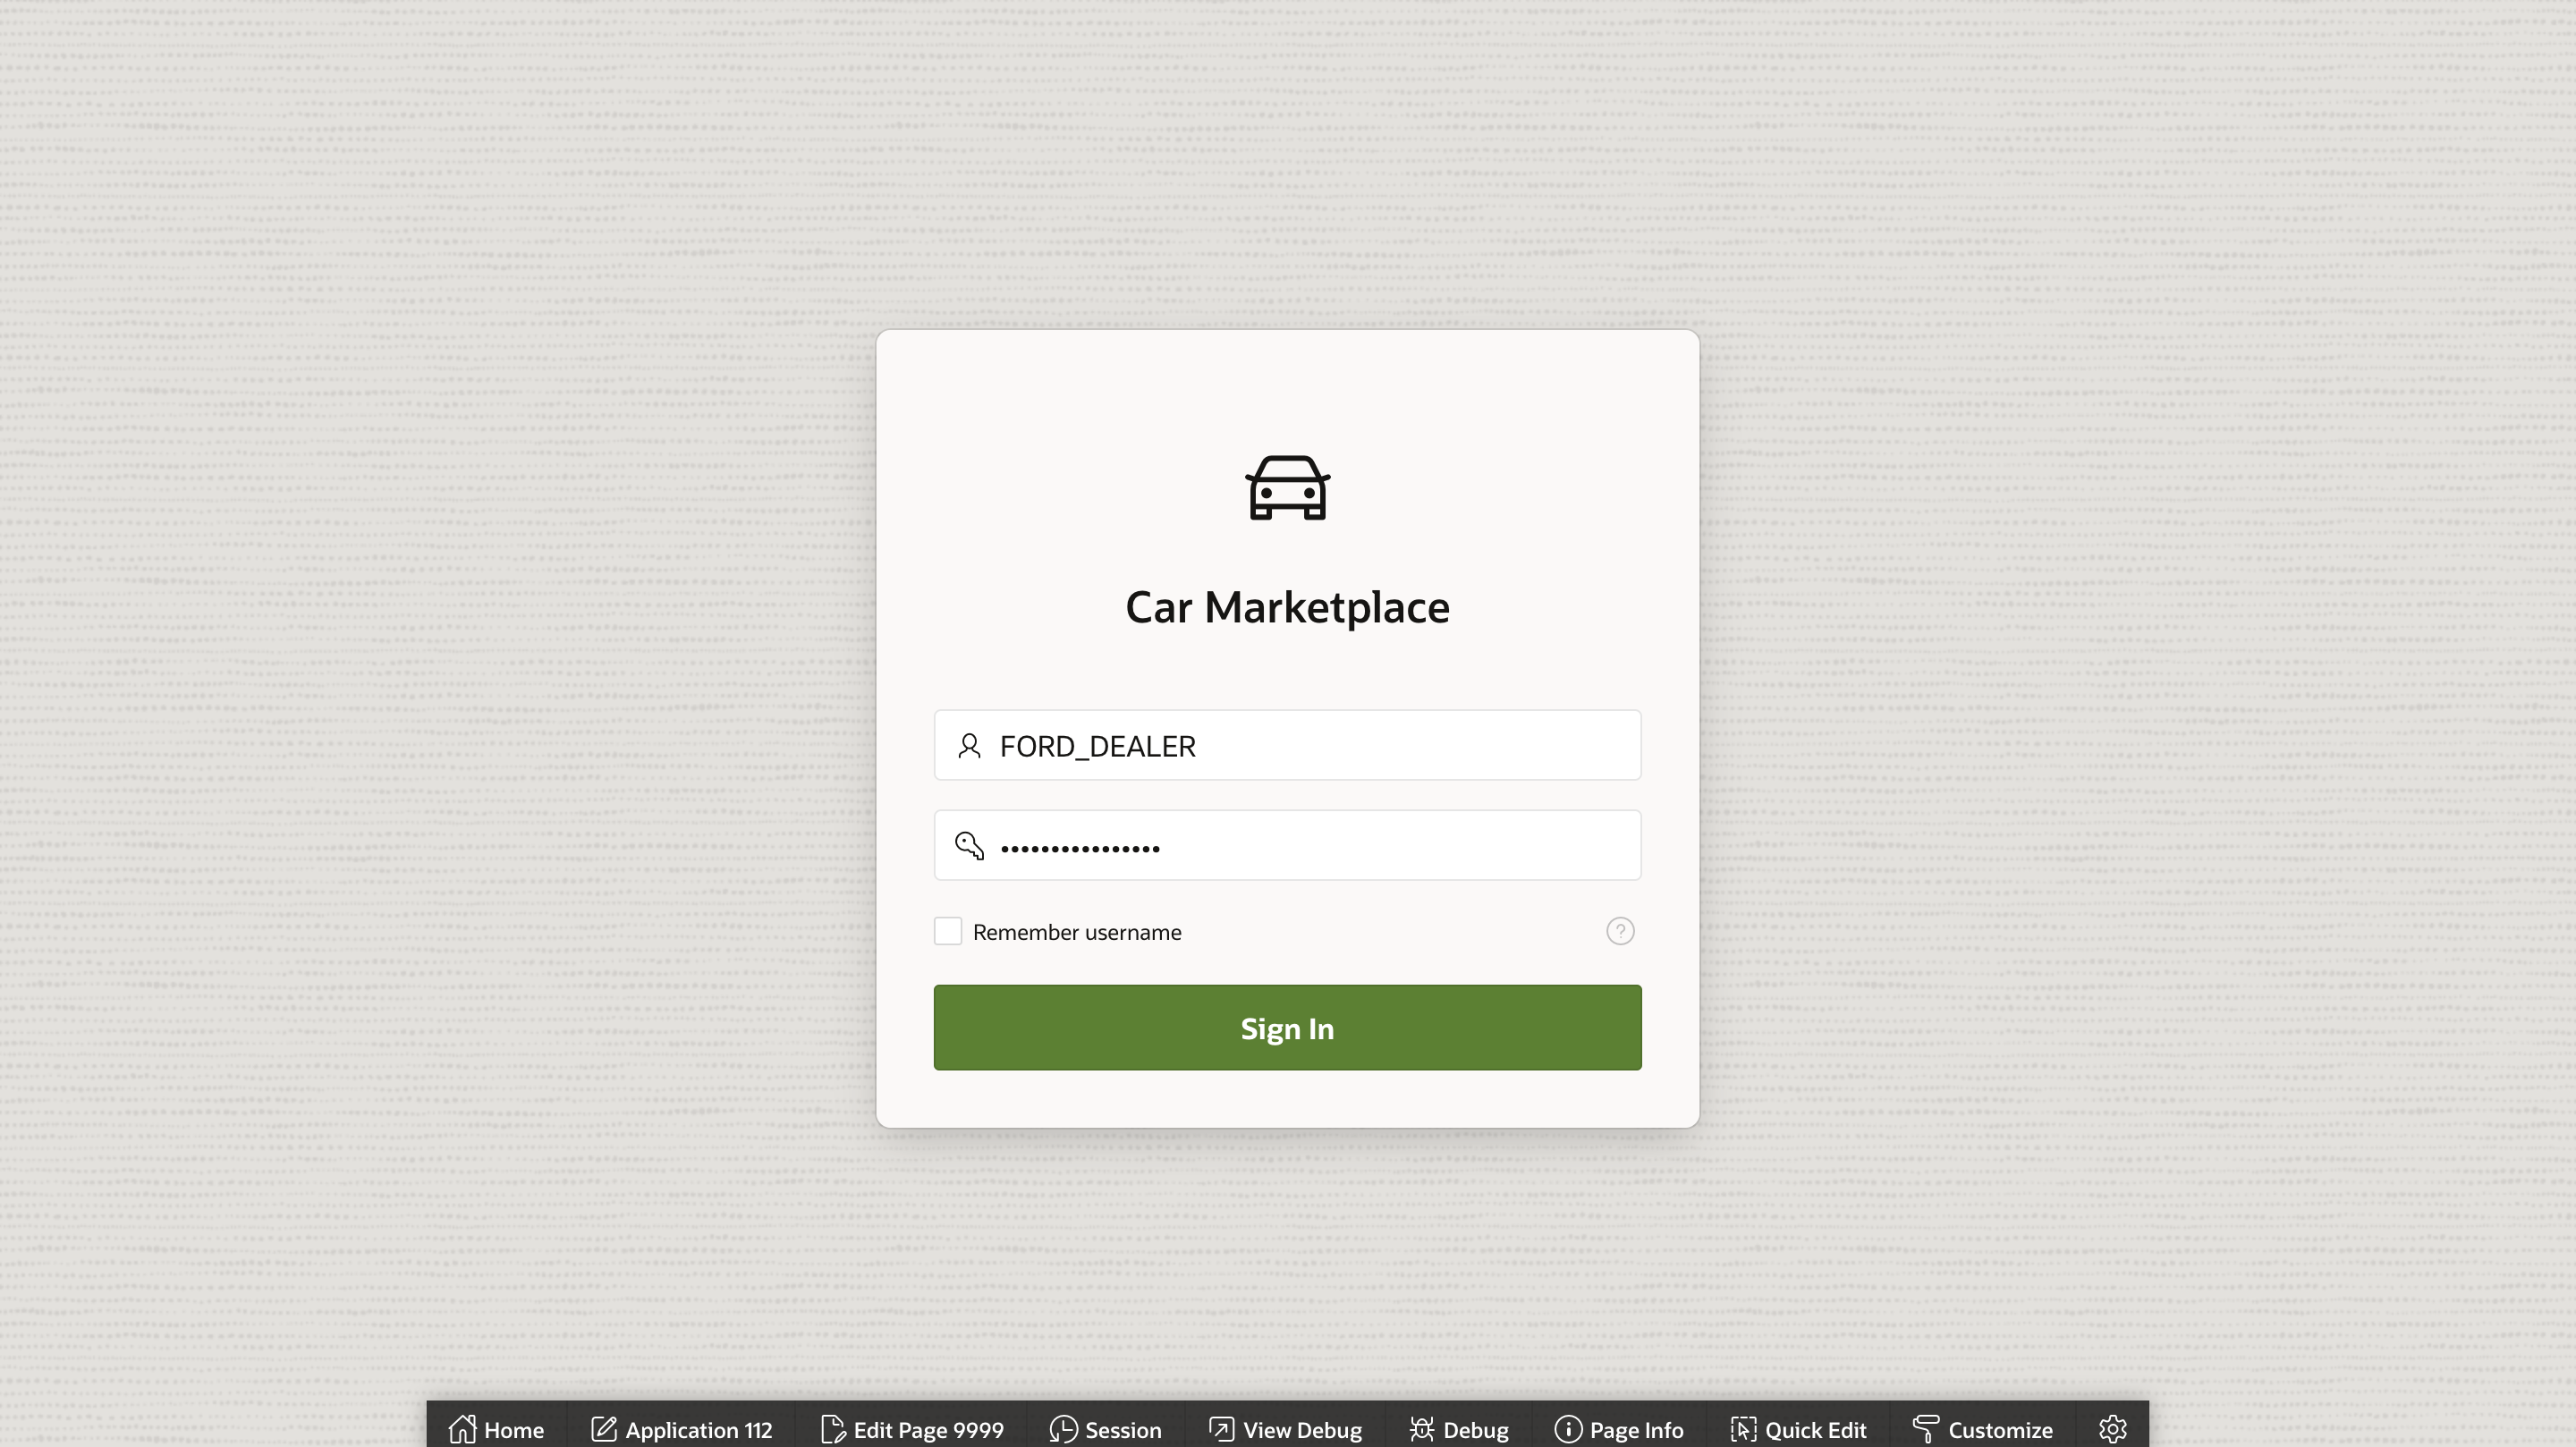 Car Marketplace
FORD_DEALER
••••••••••••••••
Remember username
?
Sign In
Home Application 112 Edit Page 9999 Session View Debug Debug Page Info Quick Edit Customize